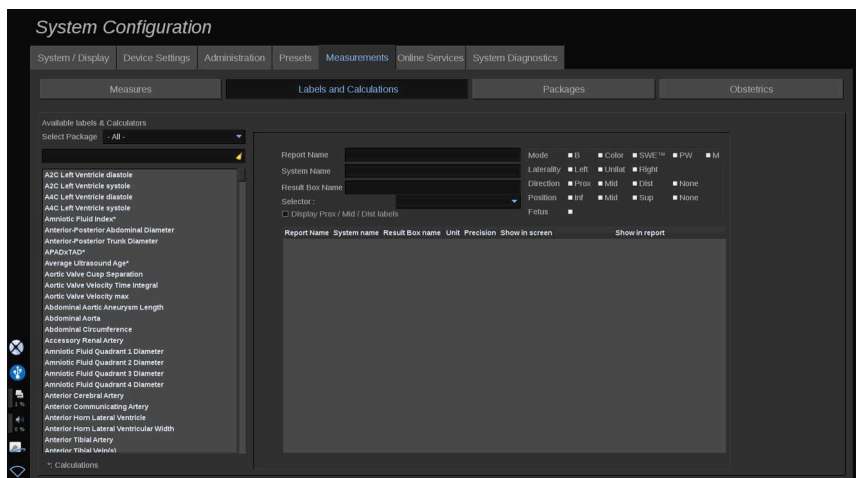 System Configuration
System / Display Device Settings Administration Presets Measurements Online Services System Diagnostics
Measures Labels and Calculations Packages Obstetrics
Available labels & Calculators
Select Package - All -
A2C Left Ventricle diastole
A2C Left Ventricle systole
A4C Left Ventricle diastole
A4C Left Ventricle systole
Amniotic Fluid Index*
Anterior-Posterior Abdominal Diameter
Anterior-Posterior Trunk Diameter
APADxTAD*
Average Ultrasound Age*
Aortic Valve Cusp Separation
Aortic Valve Velocity Time Integral
Aortic Valve Velocity max
Abdominal Aortic Aneurysm Length
Abdominal Aorta
Abdominal Circumference
Accessory Renal Artery
Amniotic Fluid Quadrant 1 Diameter
Amniotic Fluid Quadrant 2 Diameter
Amniotic Fluid Quadrant 3 Diameter
Amniotic Fluid Quadrant 4 Diameter
Anterior Cerebral Artery
Anterior Communicating Artery
Anterior Horn Lateral Ventricle
Anterior Horn Lateral Ventricular Width
Anterior Tibial Artery
Anterior Tibial Vein(s)
*: Calculations
Report Name
System Name
Result Box Name
Selector :
Display Prox / Mid / Dist labels
Mode B Color SWE™ PW M
Laterality Left Unilat Right
Direction Prox Mid Dist None
Position Inf Mid Sup None
Fetus
Report Name System name Result Box name Unit Precision Show in screen Show in report
1 %
6 %